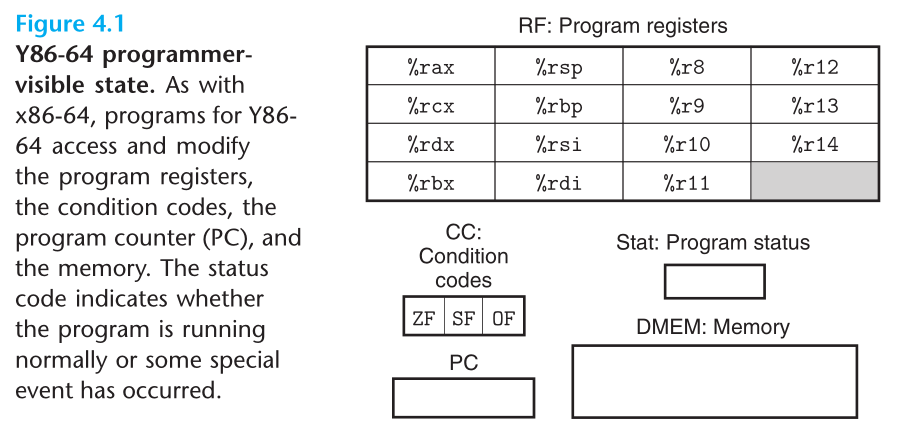 Figure 4.1
Y86-64 programmer-
visible state. As with
x86-64, programs for Y86-
64 access and modify
the program registers,
the condition codes, the
program counter (PC), and
the memory. The status
code indicates whether
the program is running
normally or some special
event has occurred.
RF: Program registers
%rax %rsp %r8 %r12
%rcx %rbp %r9 %r13
%rdx %rsi %r10 %r14
%rbx %rdi %r11
CC:
Condition
codes
ZF SF OF
PC
Stat: Program status
DMEM: Memory